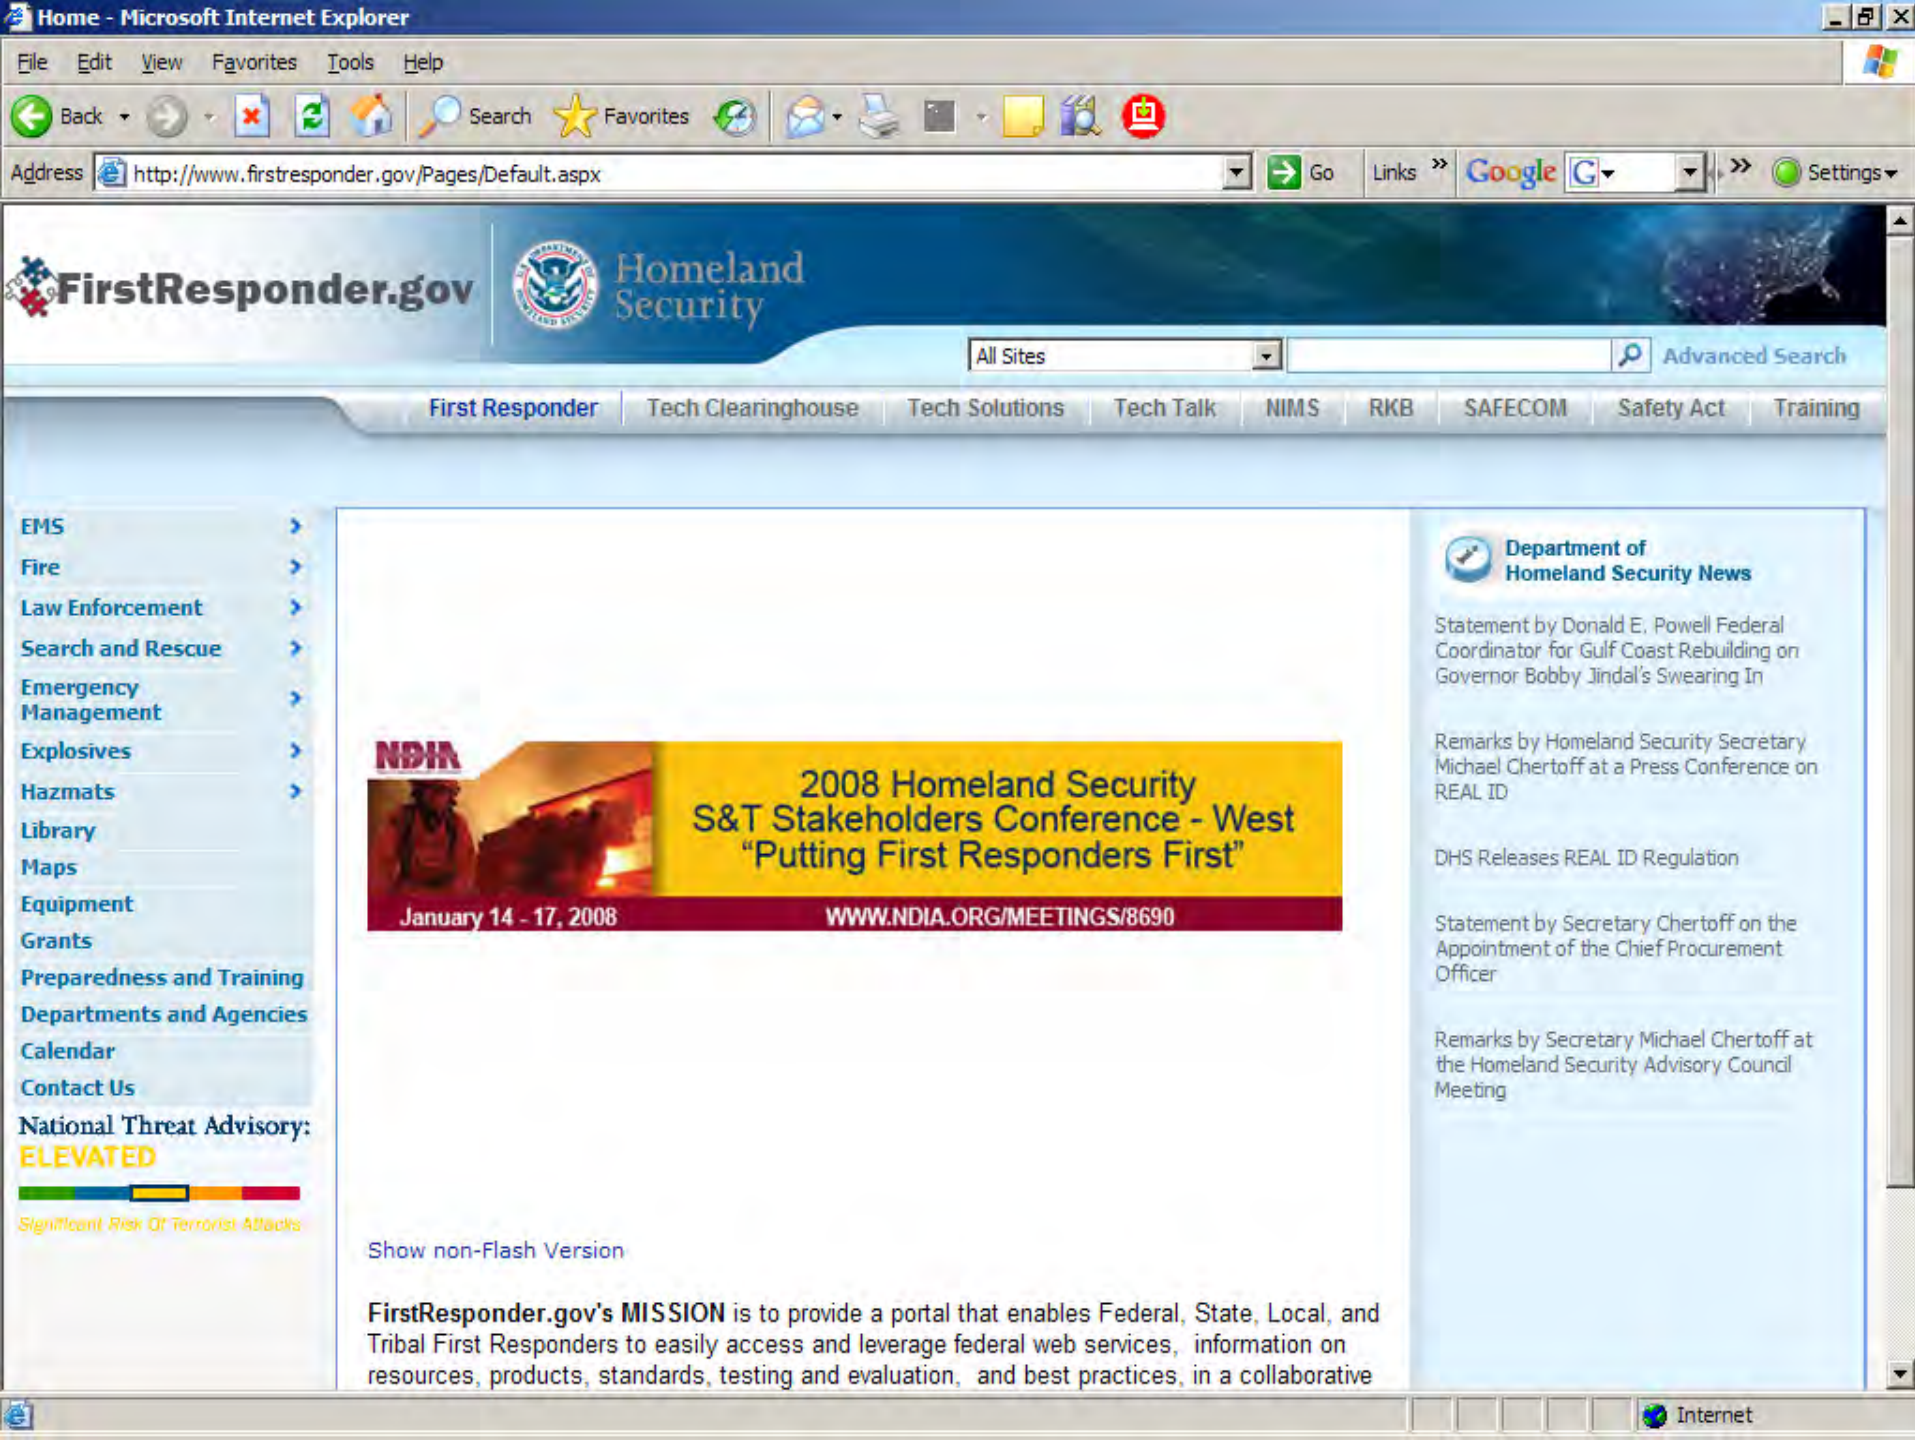 Home - Microsoft Internet Explorer
File Edit View Favorites Tools Help
Back Search Favorites
Address http://www.firstresponder.gov/Pages/Default.aspx Go Links » Google G » Settings
FirstResponder.gov
Homeland
Security
All Sites Advanced Search
First Responder Tech Clearinghouse Tech Solutions Tech Talk NIMS RKB SAFECOM Safety Act Training
EMS
Fire
Law Enforcement
Search and Rescue
Emergency
Management
Explosives
Hazmats
Library
Maps
Equipment
Grants
Preparedness and Training
Departments and Agencies
Calendar
Contact Us
National Threat Advisory:
ELEVATED
Significant Risk Of Terrorist Attacks
NDIA
2008 Homeland Security
S&T Stakeholders Conference - West
“Putting First Responders First”
January 14 - 17, 2008 WWW.NDIA.ORG/MEETINGS/8690
Show non-Flash Version
FirstResponder.gov's MISSION is to provide a portal that enables Federal, State, Local, and
Tribal First Responders to easily access and leverage federal web services, information on
resources, products, standards, testing and evaluation, and best practices, in a collaborative
Department of
Homeland Security News
Statement by Donald E. Powell Federal
Coordinator for Gulf Coast Rebuilding on
Governor Bobby Jindal's Swearing In
Remarks by Homeland Security Secretary
Michael Chertoff at a Press Conference on
REAL ID
DHS Releases REAL ID Regulation
Statement by Secretary Chertoff on the
Appointment of the Chief Procurement
Officer
Remarks by Secretary Michael Chertoff at
the Homeland Security Advisory Council
Meeting
Internet